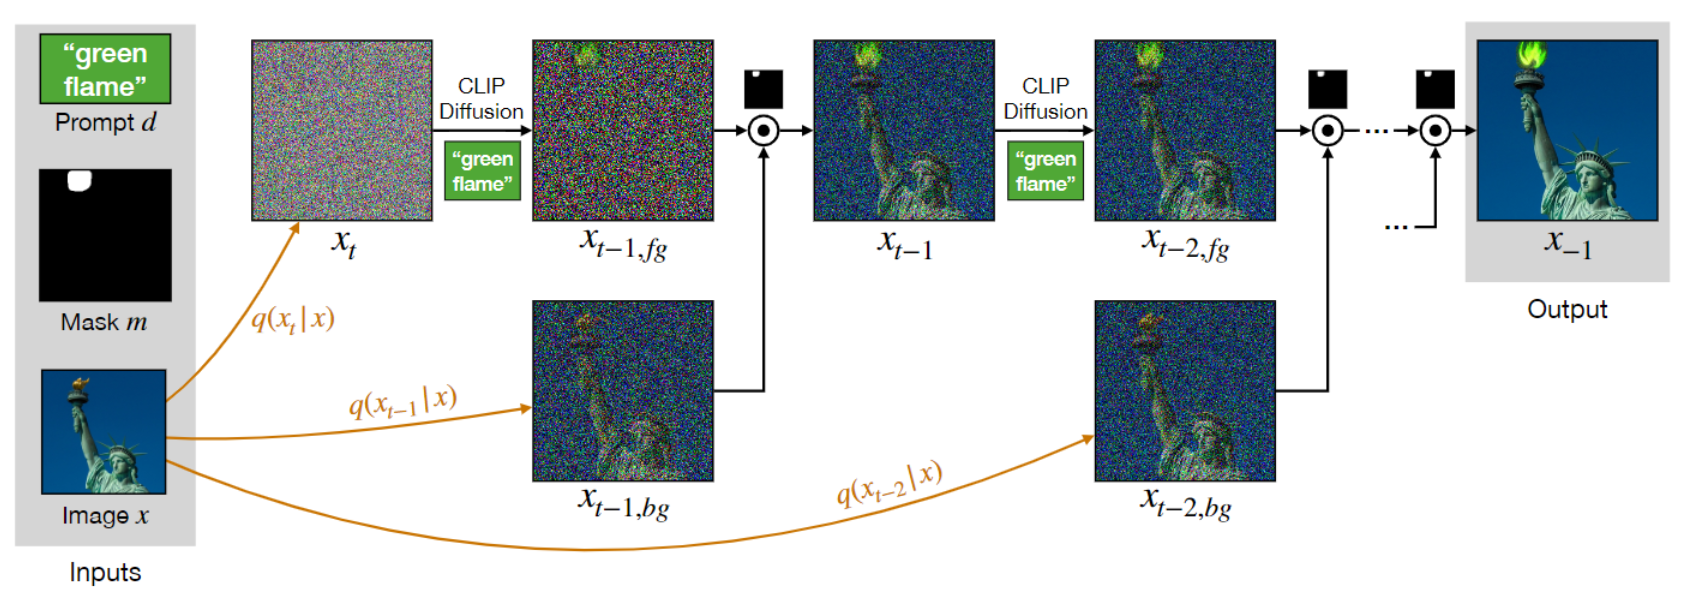 “green
flame”
Prompt d
Mask m
Image x
Inputs
q(x_t|x)
q(x_{t−1}|x)
q(x_{t−2}|x)
x_t
CLIP
Diffusion
“green
flame”
x_{t−1,fg}
x_{t−1,bg}
x_{t−1}
CLIP
Diffusion
“green
flame”
x_{t−2,fg}
x_{t−2,bg}
...
...
x_{−1}
Output